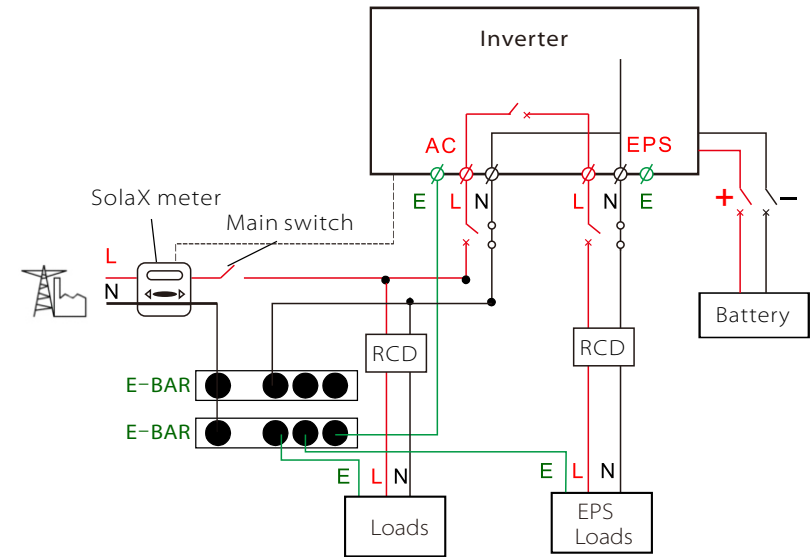 Inverter
AC
EPS
E
L
N
L
N
E
+
−
SolaX meter
Main switch
L
N
Battery
RCD
RCD
E−BAR
E−BAR
E
L
N
E
L
N
Loads
EPS
Loads